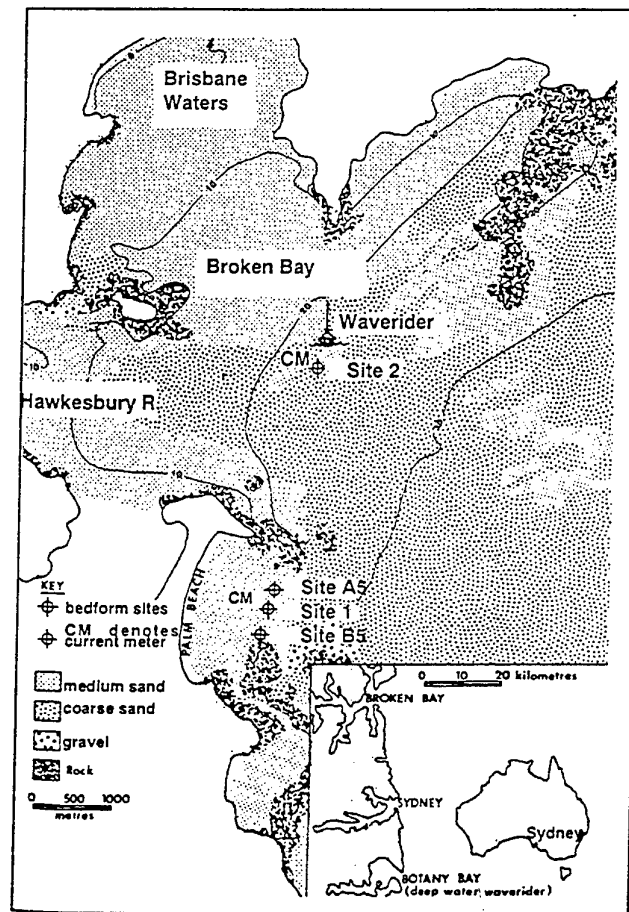 Brisbane
Waters
10
Broken Bay
Waverider
CM
Site 2
10
Hawkesbury R
10
KEY
bedform sites
CM denotes
current meter
PALM BEACH
CM
Site A5
Site 1
Site B5
medium sand
coarse sand
gravel
Rock
0 500 1000
metres
0 10 20 kilometres
BROKEN BAY
SYDNEY
BOTANY BAY
(deep water waverider)
Sydney